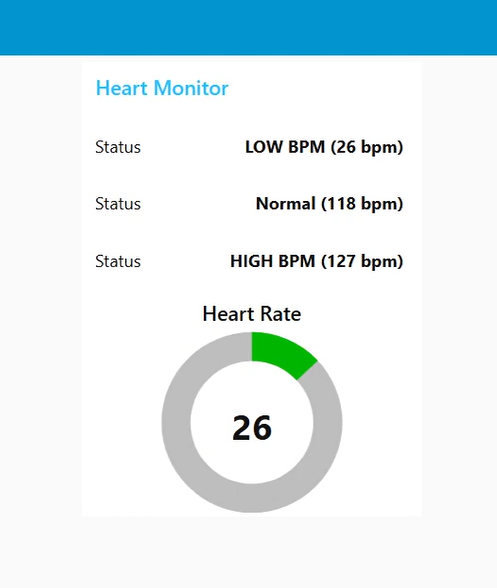 Heart Monitor
Status LOW BPM (26 bpm)
Status Normal (118 bpm)
Status HIGH BPM (127 bpm)
Heart Rate
26